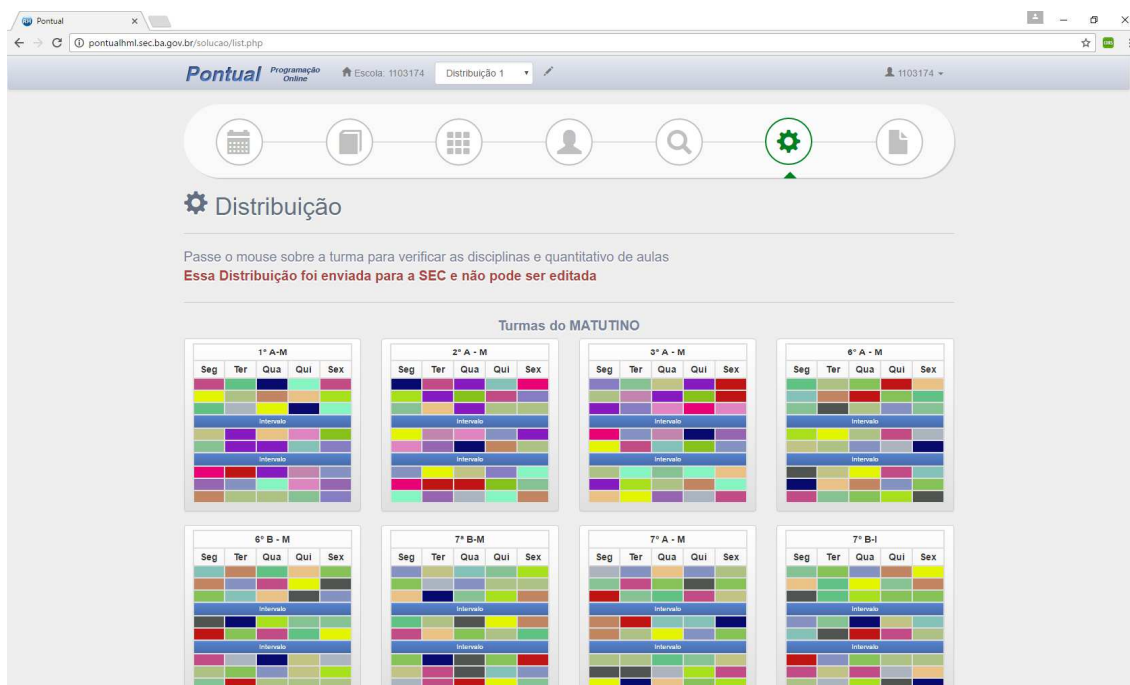 Pontual
pontualhml.sec.ba.gov.br/solucao/list.php
Pontual Programação Online Escola: 1103174 Distribuição 1 1103174
Distribuição
Passe o mouse sobre a turma para verificar as disciplinas e quantitativo de aulas
Essa Distribuição foi enviada para a SEC e não pode ser editada
Turmas do MATUTINO
1° A-M
Seg Ter Qua Qui Sex
Intervalo
Intervalo
2° A - M
Seg Ter Qua Qui Sex
Intervalo
Intervalo
3° A - M
Seg Ter Qua Qui Sex
Intervalo
Intervalo
6° A - M
Seg Ter Qua Qui Sex
Intervalo
Intervalo
6° B - M
Seg Ter Qua Qui Sex
Intervalo
Intervalo
7ª B-M
Seg Ter Qua Qui Sex
Intervalo
Intervalo
7° A - M
Seg Ter Qua Qui Sex
Intervalo
Intervalo
7° B-I
Seg Ter Qua Qui Sex
Intervalo
Intervalo